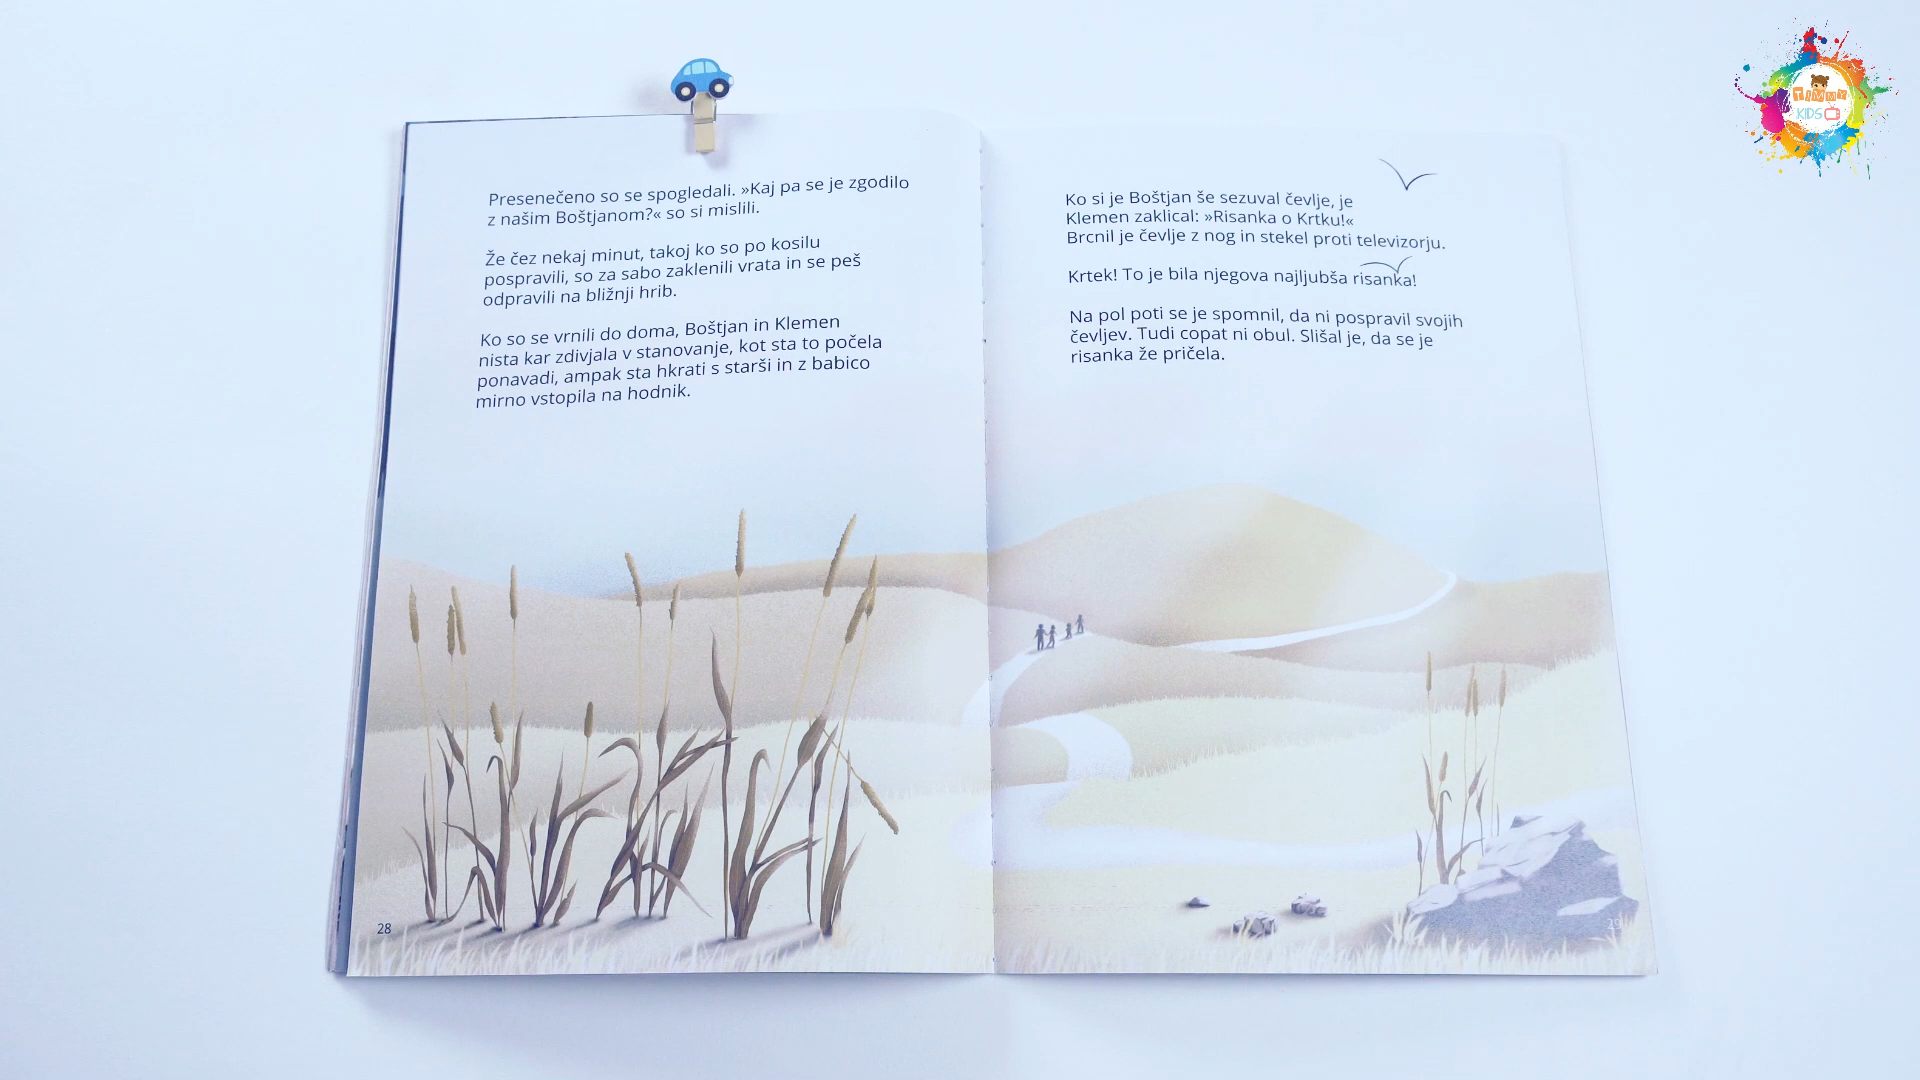 Presenečeno so se spogledali. »Kaj pa se je zgodilo
z našim Boštjanom?« so si mislili.
Že čez nekaj minut, takoj ko so po kosilu
pospravili, so za sabo zaklenili vrata in se peš
odpravili na bližnji hrib.
Ko so se vrnili do doma, Boštjan in Klemen
nista kar zdivjala v stanovanje, kot sta to počela
ponavadi, ampak sta hkrati s starši in z babico
mirno vstopila na hodnik.
28
Ko si je Boštjan še sezuval čevlje, je
Klemen zaklical: »Risanka o Krtku!«
Brcnil je čevlje z nog in stekel proti televizorju.
Krtek! To je bila njegova najljubša risanka!
Na pol poti se je spomnil, da ni pospravil svojih
čevljev. Tudi copat ni obul. Slišal je, da se je
risanka že pričela.
29
TIMMY
KIDS